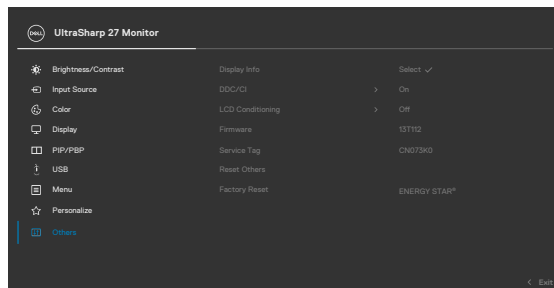 DELL UltraSharp 27 Monitor
Brightness/Contrast Display Info Select
Input Source DDC/CI > On
Color LCD Conditioning > Off
Display Firmware 13T112
PIP/PBP Service Tag CN073K0
USB Reset Others
Menu Factory Reset ENERGY STAR®
Personalize
Others
< Exit